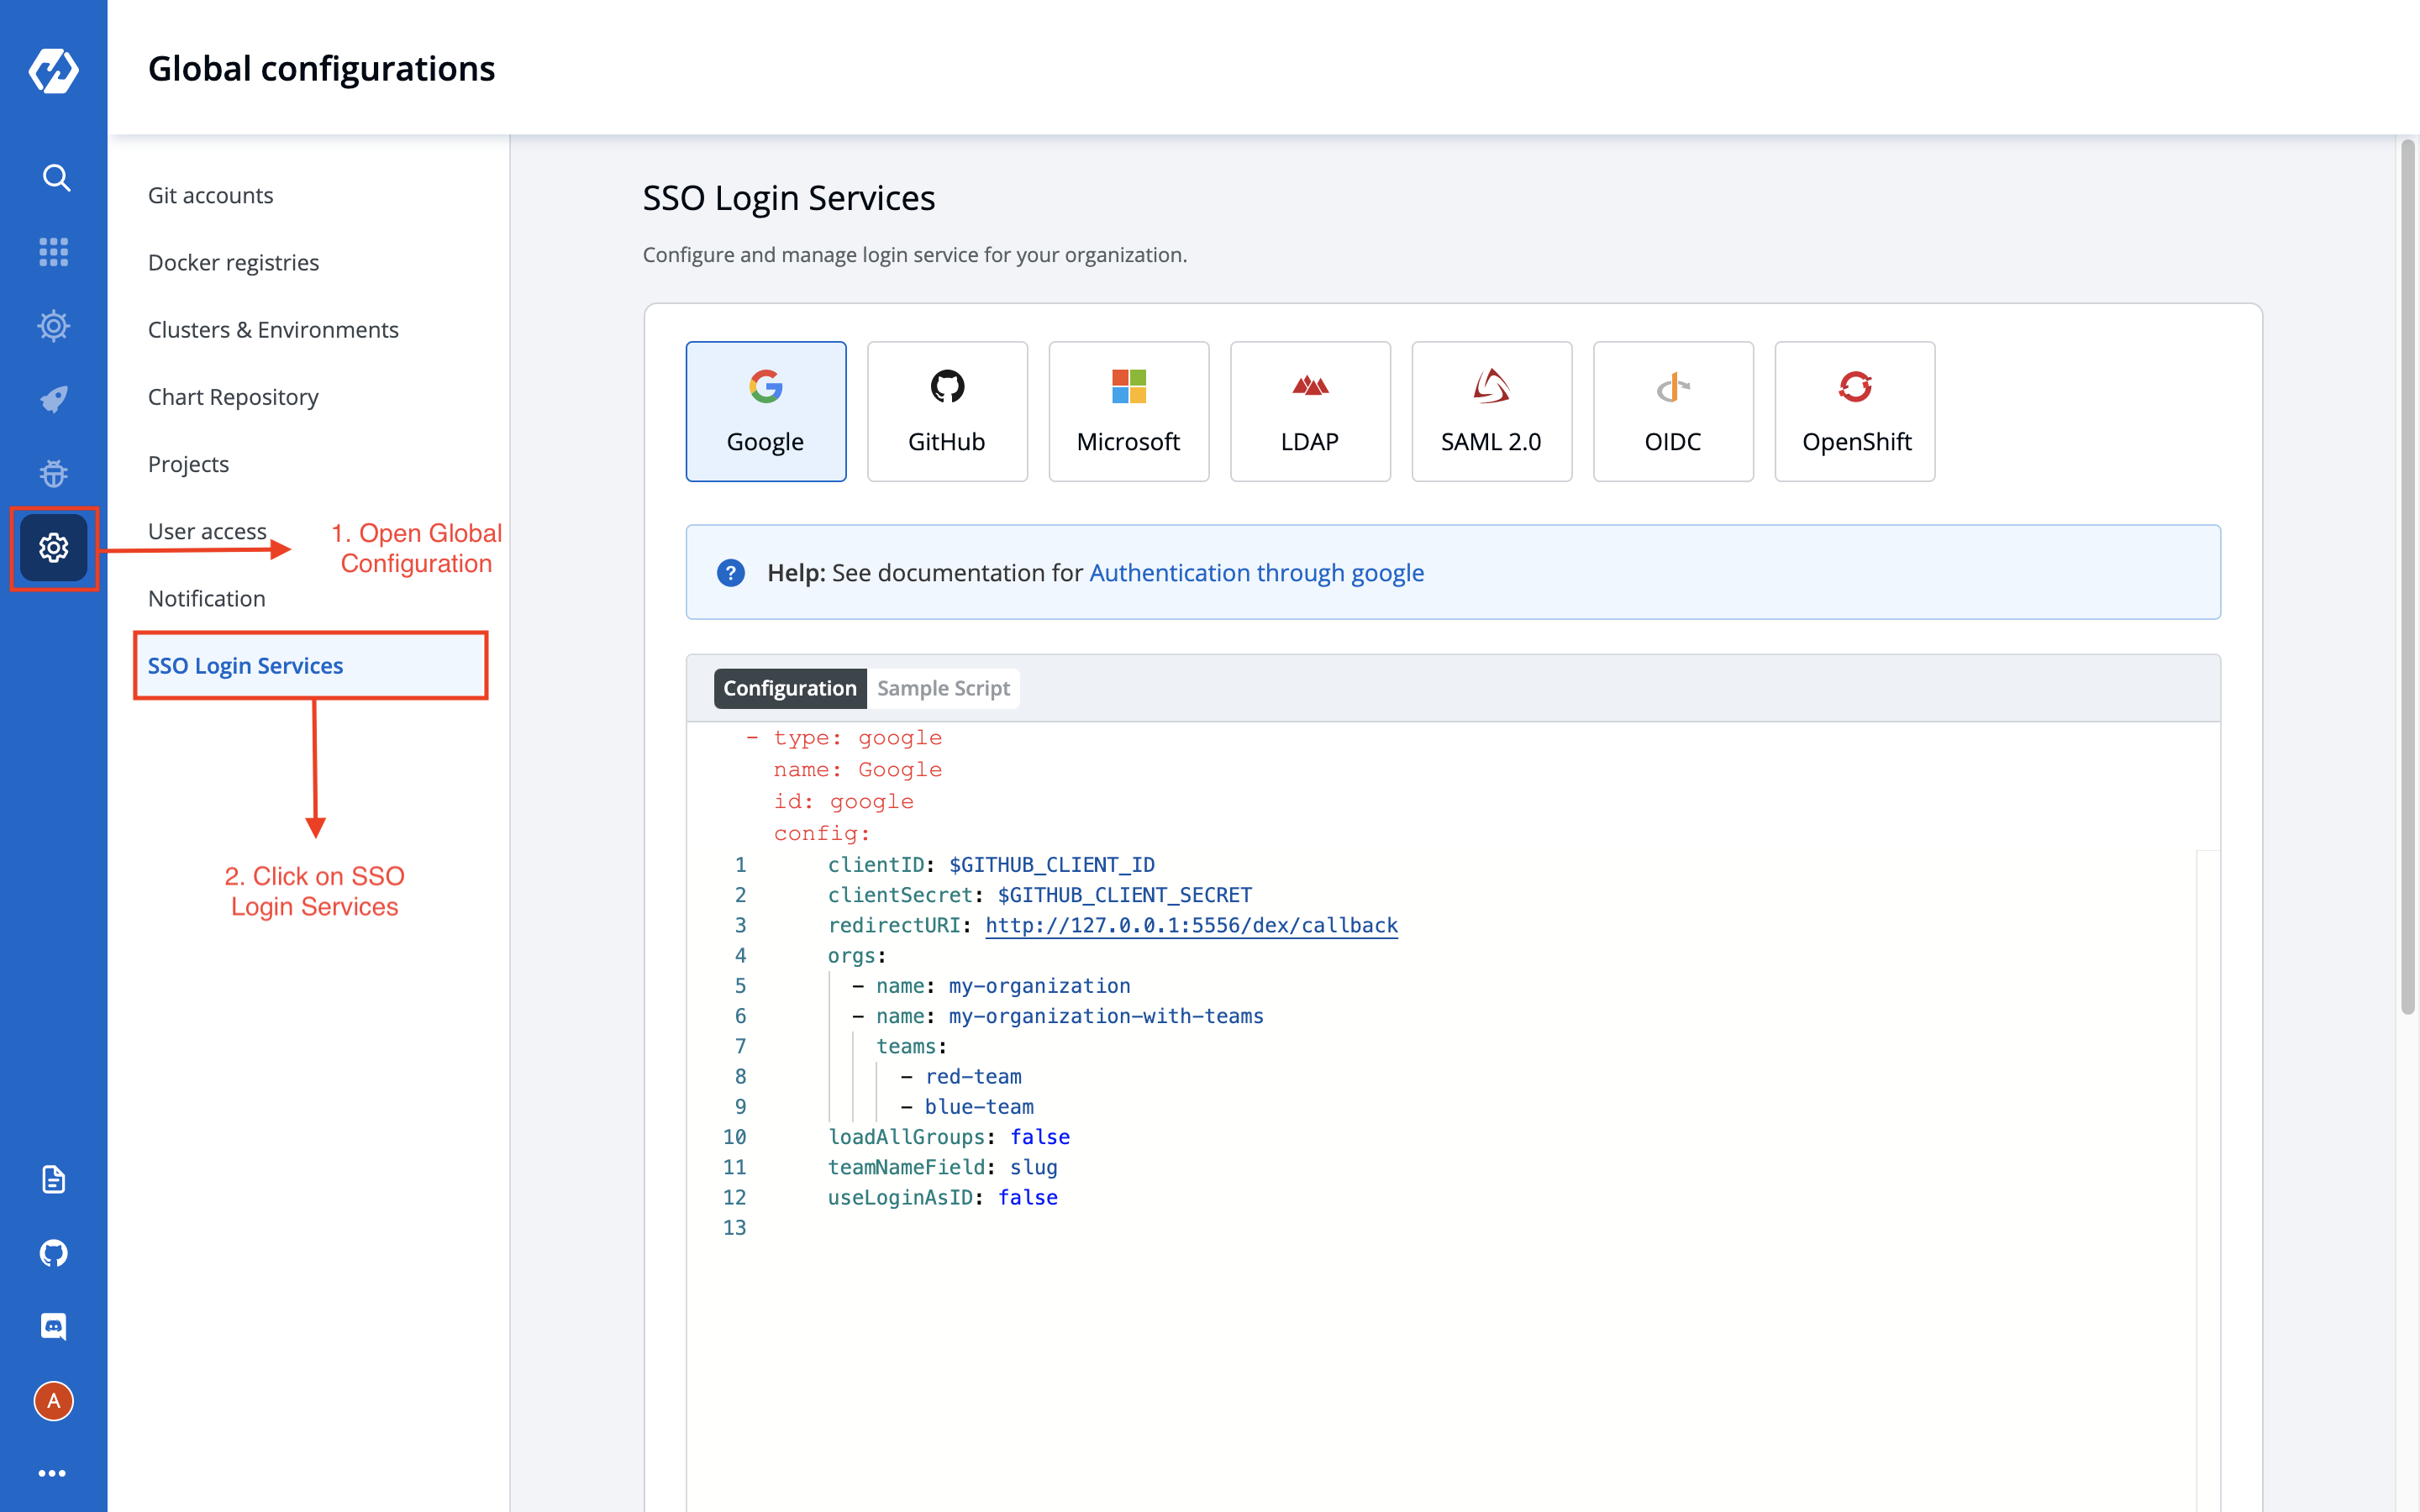 Global configurations
Git accounts
Docker registries
Clusters & Environments
Chart Repository
Projects
User access
Notification
SSO Login Services
1. Open Global
Configuration
2. Click on SSO
Login Services
A
SSO Login Services
Configure and manage login service for your organization.
Google
GitHub
Microsoft
LDAP
SAML 2.0
OIDC
OpenShift
? Help: See documentation for Authentication through google
Configuration Sample Script
- type: google
name: Google
id: google
config:
1 clientID: $GITHUB_CLIENT_ID
2 clientSecret: $GITHUB_CLIENT_SECRET
3 redirectURI: http://127.0.0.1:5556/dex/callback
4 orgs:
5 - name: my-organization
6 - name: my-organization-with-teams
7 teams:
8 - red-team
9 - blue-team
10 loadAllGroups: false
11 teamNameField: slug
12 useLoginAsID: false
13